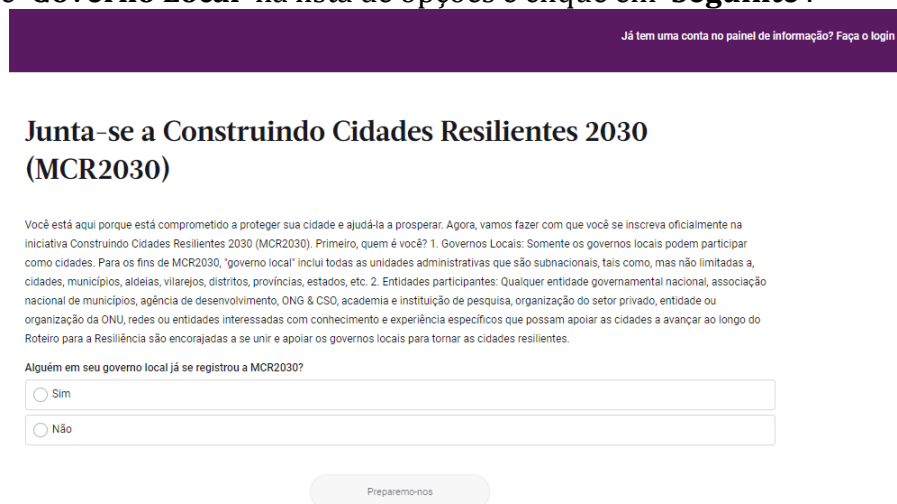 o 'Governo Local' na lista de opções e clique em 'Seguinte'.
Já tem uma conta no painel de informação? Faça o login
Junta-se a Construindo Cidades Resilientes 2030
(MCR2030)
Você está aqui porque está comprometido a proteger sua cidade e ajudá-la a prosperar. Agora, vamos fazer com que você se inscreva oficialmente na
iniciativa Construindo Cidades Resilientes 2030 (MCR2030). Primeiro, quem é você? 1. Governos Locais: Somente os governos locais podem participar
como cidades. Para os fins de MCR2030, "governo local" inclui todas as unidades administrativas que são subnacionais, tais como, mas não limitadas a,
cidades, municípios, aldeias, vilarejos, distritos, províncias, estados, etc. 2. Entidades participantes: Qualquer entidade governamental nacional, associação
nacional de municípios, agência de desenvolvimento, ONG & CSO, academia e instituição de pesquisa, organização do setor privado, entidade ou
organização da ONU, redes ou entidades interessadas com conhecimento e experiência específicos que possam apoiar as cidades a avançar ao longo do
Roteiro para a Resiliência são encorajadas a se unir e apoiar os governos locais para tornar as cidades resilientes.
Alguém em seu governo local já se registrou a MCR2030?
Sim
Não
Preparemo-nos